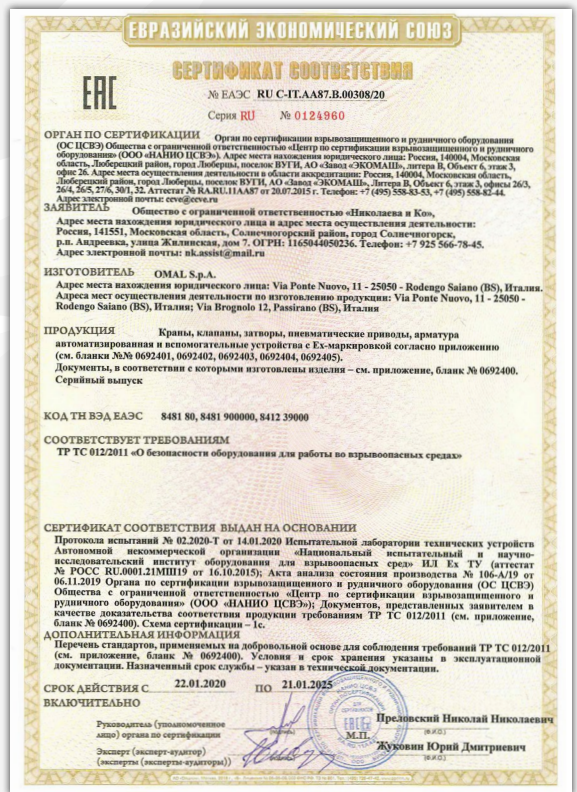 ЕВРАЗИЙСКИЙ ЭКОНОМИЧЕСКИЙ СОЮЗ
СЕРТИФИКАТ СООТВЕТСТВИЯ
ЕАС
№ ЕАЭС RU C-IT.AA87.B.00308/20
Серия RU № 0124960
ОРГАН ПО СЕРТИФИКАЦИИ Орган по сертификации взрывозащищенного и рудничного оборудования
(ОС ЦСВЭ) Общества с ограниченной ответственностью «Центр по сертификации взрывозащищенного и рудничного
оборудования» (ООО «НАНИО ЦСВЭ»). Адрес места нахождения юридического лица: Россия, 140004, Московская
область, Люберецкий район, город Люберцы, поселок ВУГИ, АО «Завод «ЭКОМАШ», литера В, Объект 6, этаж 3,
офис 26. Адрес места осуществления деятельности в области аккредитации: Россия, 140004, Московская область,
Люберецкий район, город Люберцы, поселок ВУГИ, АО «Завод «ЭКОМАШ», Литера В, Объект 6, этаж 3, офисы 26/3,
26/4, 26/5, 27/6, 30/1, 32. Аттестат № RA.RU.11АА87 от 20.07.2015 г. Телефон: +7 (495) 558-83-53, +7 (495) 558-82-44.
Адрес электронной почты: ccve@ccve.ru
ЗАЯВИТЕЛЬ Общество с ограниченной ответственностью «Николаева и Ко»,
Адрес места нахождения юридического лица и адрес места осуществления деятельности:
Россия, 141551, Московская область, Солнечногорский район, город Солнечногорск,
р.п. Андреевка, улица Жилинская, дом 7. ОГРН: 1165044050236. Телефон: +7 925 566-78-45.
Адрес электронной почты: nk.assist@mail.ru
ИЗГОТОВИТЕЛЬ OMAL S.p.A.
Адрес места нахождения юридического лица: Via Ponte Nuovo, 11 - 25050 - Rodengo Saiano (BS), Италия.
Адреса мест осуществления деятельности по изготовлению продукции: Via Ponte Nuovo, 11 - 25050 -
Rodengo Saiano (BS), Италия; Via Brognolo 12, Passirano (BS), Италия
ПРОДУКЦИЯ Краны, клапаны, затворы, пневматические приводы, арматура
автоматизированная и вспомогательные устройства с Ех-маркировкой согласно приложению
(см. бланки №№ 0692401, 0692402, 0692403, 0692404, 0692405).
Документы, в соответствии с которыми изготовлены изделия – см. приложение, бланк № 0692400.
Серийный выпуск
КОД ТН ВЭД ЕАЭС 8481 80, 8481 900000, 8412 39000
СООТВЕТСТВУЕТ ТРЕБОВАНИЯМ
ТР ТС 012/2011 «О безопасности оборудования для работы во взрывоопасных средах»
СЕРТИФИКАТ СООТВЕТСТВИЯ ВЫДАН НА ОСНОВАНИИ
Протокола испытаний № 02.2020-Т от 14.01.2020 Испытательной лаборатории технических устройств
Автономной некоммерческой организации «Национальный испытательный и научно-
исследовательский институт оборудования для взрывоопасных сред» ИЛ Ех ТУ (аттестат
№ РОСС RU.0001.21МШ19 от 16.10.2015); Акта анализа состояния производства № 106-А/19 от
06.11.2019 Органа по сертификации взрывозащищенного и рудничного оборудования (ОС ЦСВЭ)
Общества с ограниченной ответственностью «Центр по сертификации взрывозащищенного и
рудничного оборудования» (ООО «НАНИО ЦСВЭ»); Документов, представленных заявителем в
качестве доказательства соответствия продукции требованиям ТР ТС 012/2011 (см. приложение,
бланк № 0692400). Схема сертификации – 1с.
ДОПОЛНИТЕЛЬНАЯ ИНФОРМАЦИЯ
Перечень стандартов, применяемых на добровольной основе для соблюдения требований ТР ТС 012/2011
(см. приложение, бланк № 0692400). Условия и срок хранения указаны в эксплуатационной
документации. Назначенный срок службы – указан в технической документации.
СРОК ДЕЙСТВИЯ С 22.01.2020 ПО 21.01.2025
ВКЛЮЧИТЕЛЬНО
Руководитель (уполномоченное
лицо) органа по сертификации
(подпись)
М.П.
Преловский Николай Николаевич
(Ф.И.О.)
Эксперт (эксперт-аудитор)
(эксперты (эксперты-аудиторы))
Жуковин Юрий Дмитриевич
(Ф.И.О.)